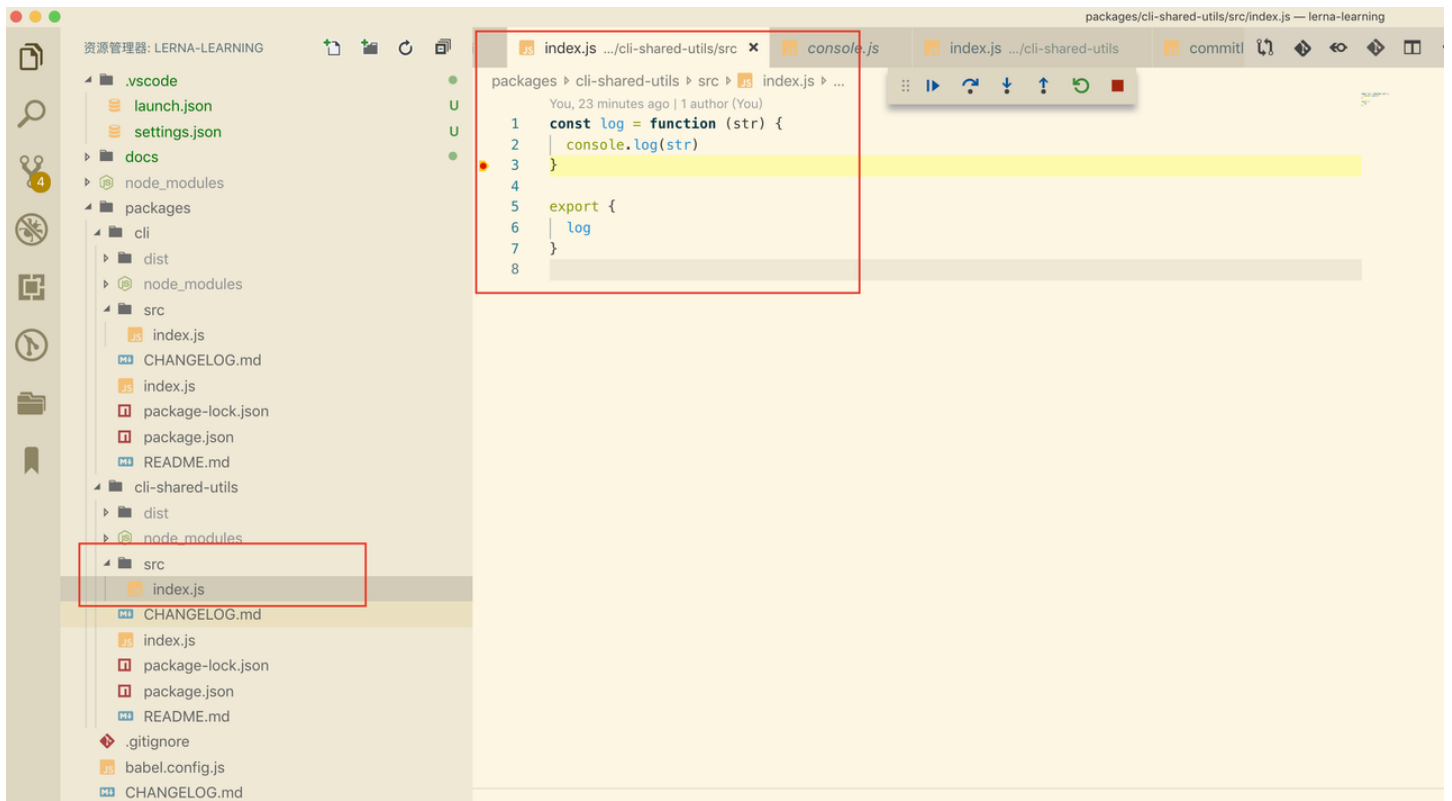 packages/cli-shared-utils/src/index.js — lerna-learning
资源管理器: LERNA-LEARNING
index.js .../cli-shared-utils/src
console.js
index.js .../cli-shared-utils
commitl
packages cli-shared-utils src index.js ...
You, 23 minutes ago | 1 author (You)
1 const log = function (str) {
2 console.log(str)
3 }
4
5 export {
6 log
7 }
8
4
.vscode
launch.json U
settings.json U
docs
node_modules
packages
cli
dist
node_modules
src
JS index.js
CHANGELOG.md
JS index.js
package-lock.json
package.json
README.md
cli-shared-utils
dist
node_modules
src
index.js
CHANGELOG.md
JS index.js
package-lock.json
package.json
README.md
.gitignore
JS babel.config.js
CHANGELOG.md